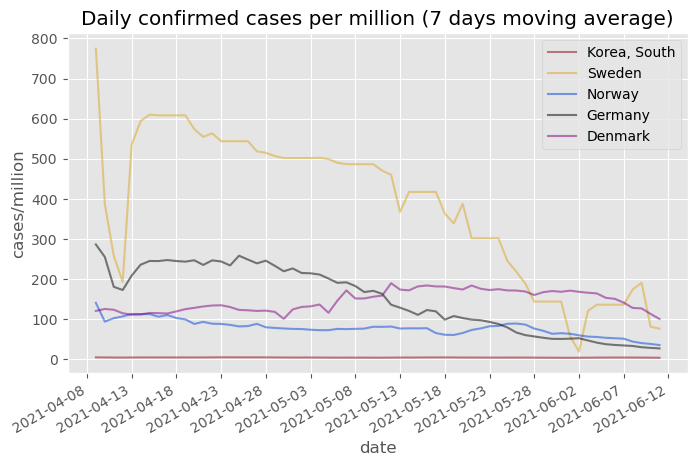 Daily confirmed cases per million (7 days moving average)
800
700
600
500
400
300
200
100
0
cases/million
Korea, South
Sweden
Norway
Germany
Denmark
2021-04-08
2021-04-13
2021-04-18
2021-04-23
2021-04-28
2021-05-03
2021-05-08
2021-05-13
2021-05-18
2021-05-23
2021-05-28
2021-06-02
2021-06-07
2021-06-12
date